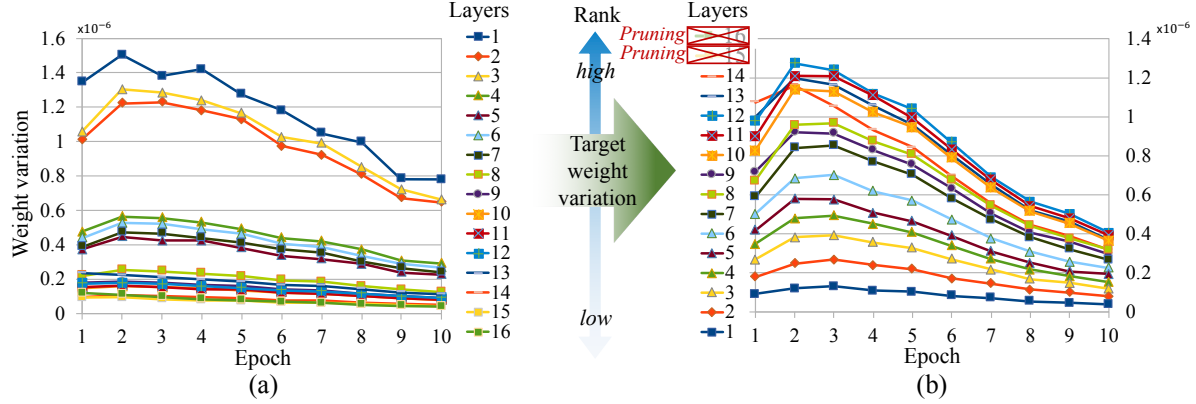 Layers
×10⁻⁶
Weight variation
1.6
1.4
1.2
1
0.8
0.6
0.4
0.2
0
1 2 3 4 5 6 7 8 9 10
Epoch
(a)
1
2
3
4
5
6
7
8
9
10
11
12
13
14
15
16
Rank
high
Target
weight
variation
low
Layers
Pruning 6
Pruning 5
14
13
12
11
10
9
8
7
6
5
4
3
2
1
×10⁻⁶
1.4
1.2
1
0.8
0.6
0.4
0.2
0
1 2 3 4 5 6 7 8 9 10
Epoch
(b)